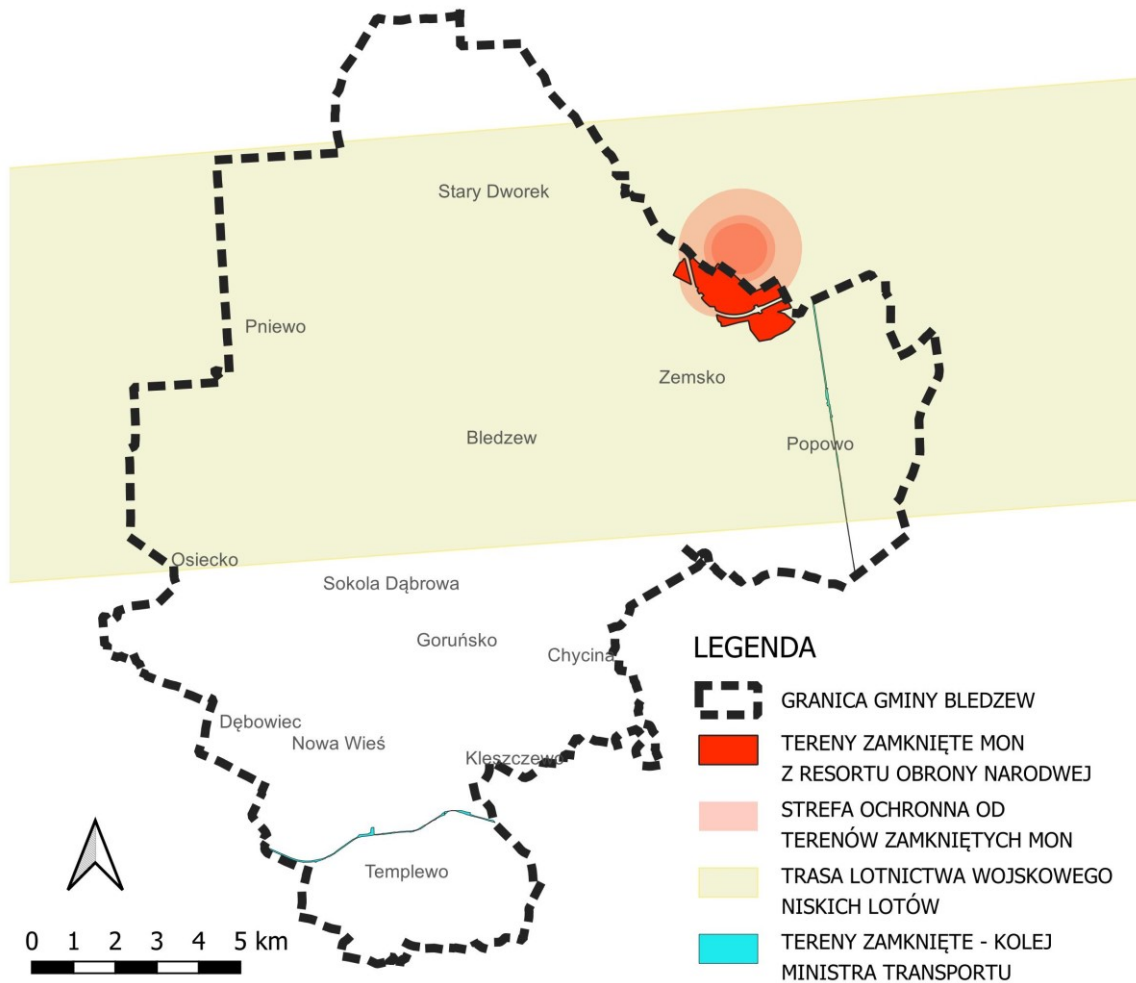 Stary Dworek
Pniewo
Zemsko
Bledzew
Popowo
Osiecko
Sokola Dąbrowa
Goruńsko
Chycina
Dębowiec
Nowa Wieś
Kleszczewo
Templewo
0 1 2 3 4 5 km
LEGENDA
GRANICA GMINY BLEDZEW
TERENY ZAMKNIĘTE MON
Z RESORTU OBRONY NARODWEJ
STREFA OCHRONNA OD
TERENÓW ZAMKNIĘTYCH MON
TRASA LOTNICTWA WOJSKOWEGO
NISKICH LOTÓW
TERENY ZAMKNIĘTE - KOLEJ
MINISTRA TRANSPORTU